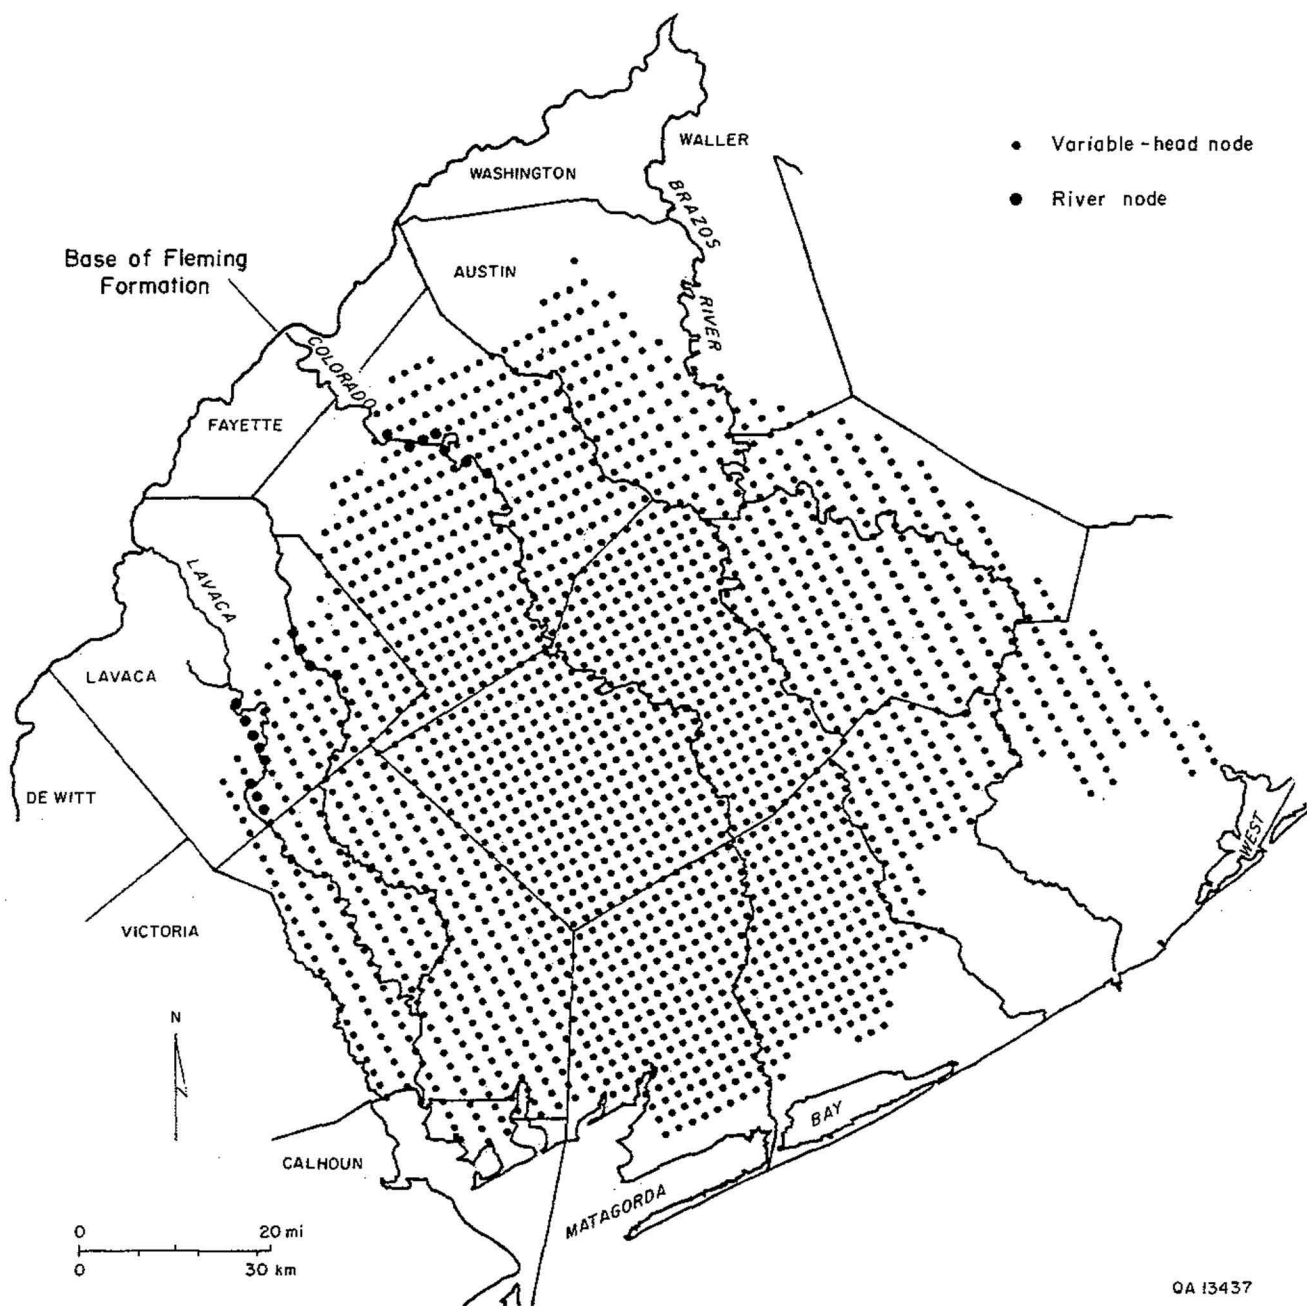 WALLER
Variable-head node
WASHINGTON
River node
BRAZOS
RIVER
Base of Fleming
Formation
AUSTIN
COLORADO
FAYETTE
LAVACA
LAVACA
DE WITT
WEST
VICTORIA
N
BAY
CALHOUN
MATAGORDA
0 20 mi
0 30 km
QA 13437